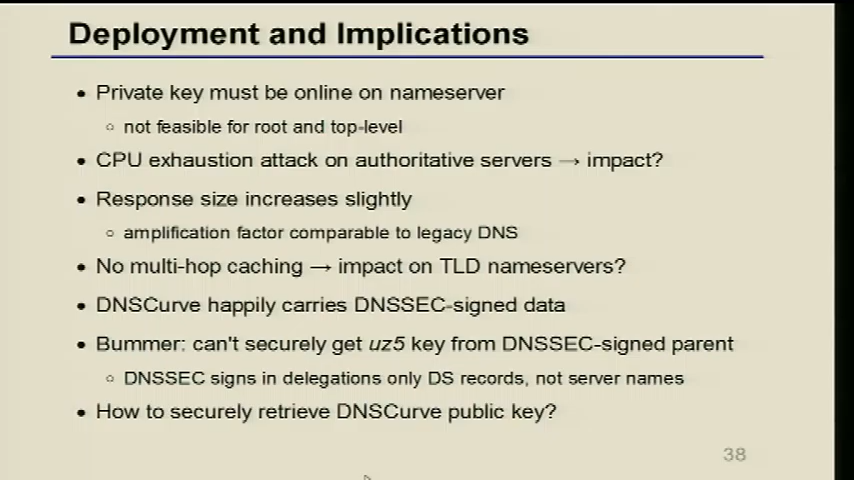 Deployment and Implications
• Private key must be online on nameserver
○ not feasible for root and top-level
• CPU exhaustion attack on authoritative servers → impact?
• Response size increases slightly
○ amplification factor comparable to legacy DNS
• No multi-hop caching → impact on TLD nameservers?
• DNSCurve happily carries DNSSEC-signed data
• Bummer: can't securely get uz5 key from DNSSEC-signed parent
○ DNSSEC signs in delegations only DS records, not server names
• How to securely retrieve DNSCurve public key?
38